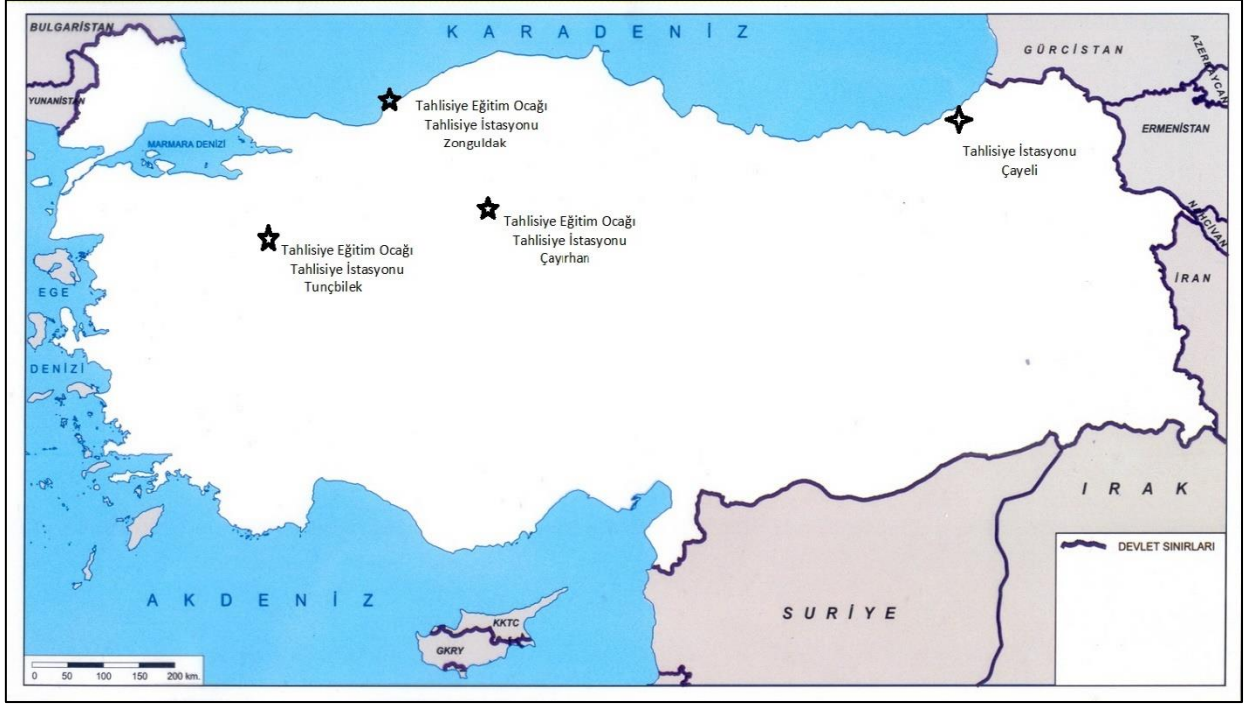 BULGARİSTAN
K A R A D E N İ Z
GÜRCİSTAN
AZERBAYCAN
YUNANİSTAN
ERMENİSTAN
MARMARA DENİZİ
Tahlisiye Eğitim Ocağı
Tahlisiye İstasyonu
Zonguldak
Tahlisiye İstasyonu
Çayeli
NAHCİVAN
Tahlisiye Eğitim Ocağı
Tahlisiye İstasyonu
Çayırhan
Tahlisiye Eğitim Ocağı
Tahlisiye İstasyonu
Tunçbilek
İRAN
EGE
DENİZİ
I R A K
DEVLET SINIRLARI
A K D E N İ Z
S U R İ Y E
KKTC
GKRY
0 50 100 150 200 km.